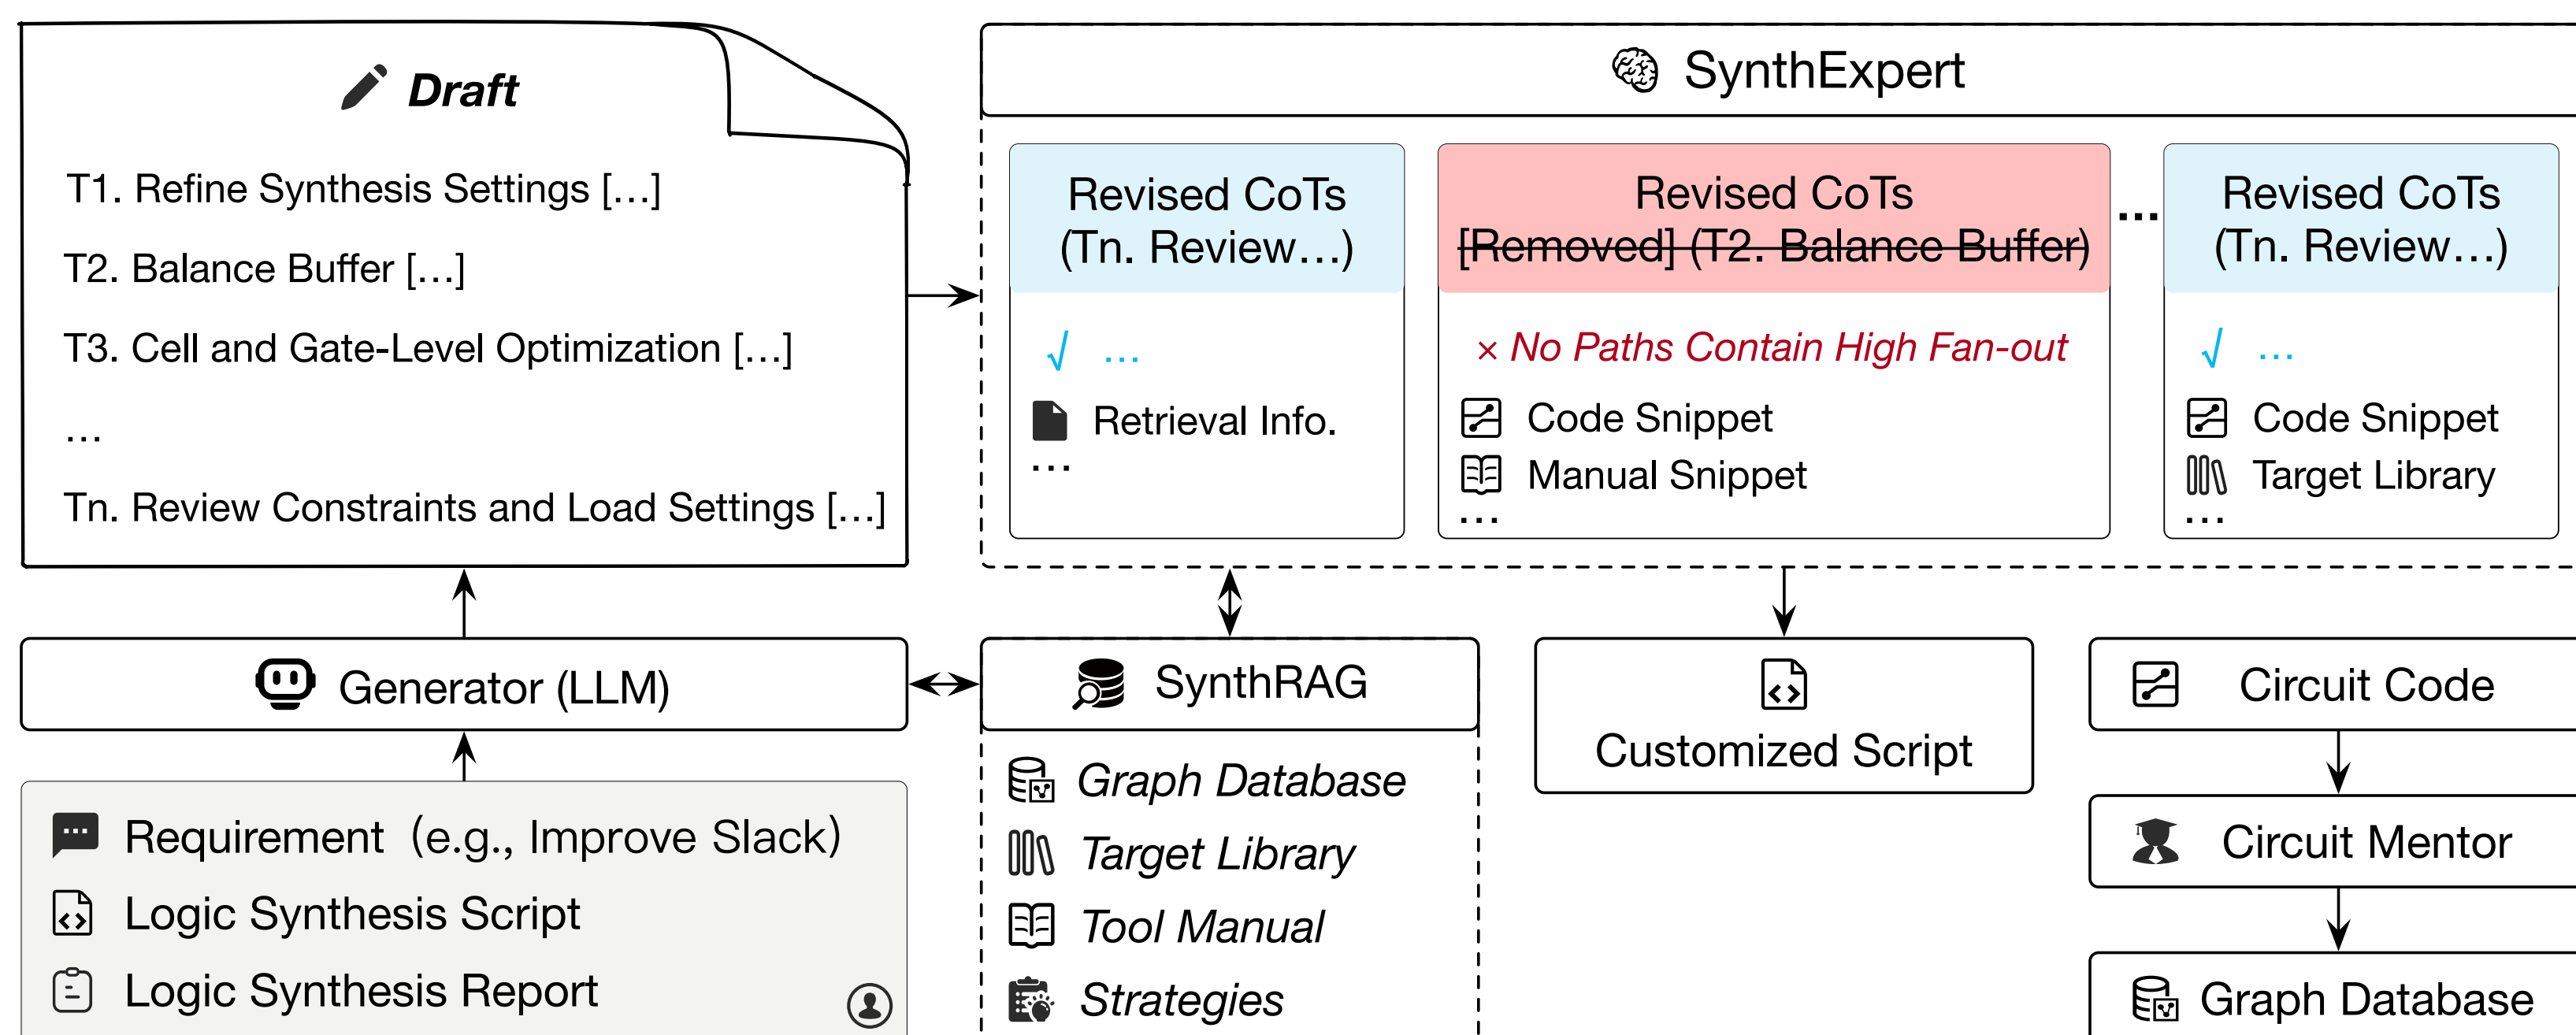 Draft
T1. Refine Synthesis Settings [...]
T2. Balance Buffer [...]
T3. Cell and Gate-Level Optimization [...]
...
Tn. Review Constraints and Load Settings [...]
Generator (LLM)
Requirement (e.g., Improve Slack)
Logic Synthesis Script
Logic Synthesis Report
SynthExpert
Revised CoTs
(Tn. Review...)
√ ...
Retrieval Info.
...
Revised CoTs
[Removed] (T2. Balance Buffer)
× No Paths Contain High Fan-out
Code Snippet
Manual Snippet
...
...
Revised CoTs
(Tn. Review...)
√ ...
Code Snippet
Target Library
...
SynthRAG
Graph Database
Target Library
Tool Manual
Strategies
Customized Script
Circuit Code
Circuit Mentor
Graph Database